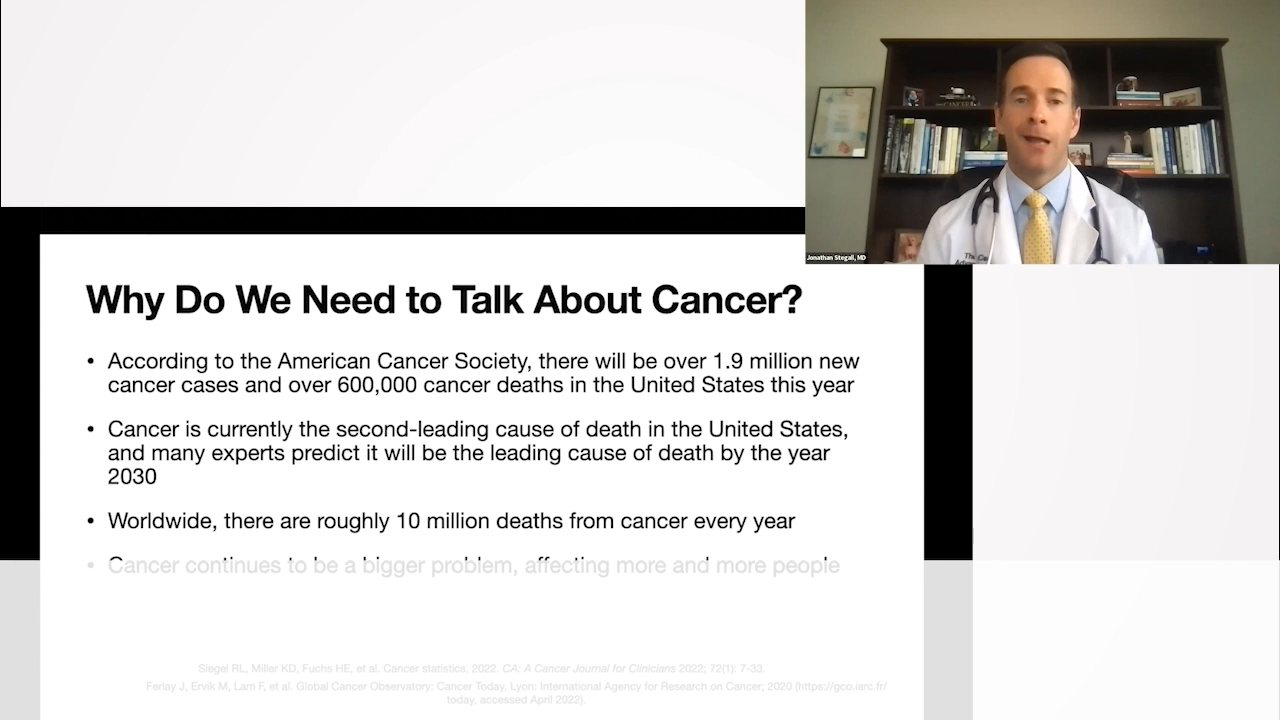 Jonathan Stegall, MD
Why Do We Need to Talk About Cancer?
• According to the American Cancer Society, there will be over 1.9 million new
cancer cases and over 600,000 cancer deaths in the United States this year
• Cancer is currently the second-leading cause of death in the United States,
and many experts predict it will be the leading cause of death by the year
2030
• Worldwide, there are roughly 10 million deaths from cancer every year
• Cancer continues to be a bigger problem, affecting more and more people
Siegel RL, Miller KD, Fuchs HE, et al. Cancer statistics, 2022. CA: A Cancer Journal for Clinicians 2022; 72(1): 7-33.
Ferlay J, Ervik M, Lam F, et al. Global Cancer Observatory: Cancer Today. Lyon: International Agency for Research on Cancer; 2020 (https://gco.iarc.fr/
today, accessed April 2022).